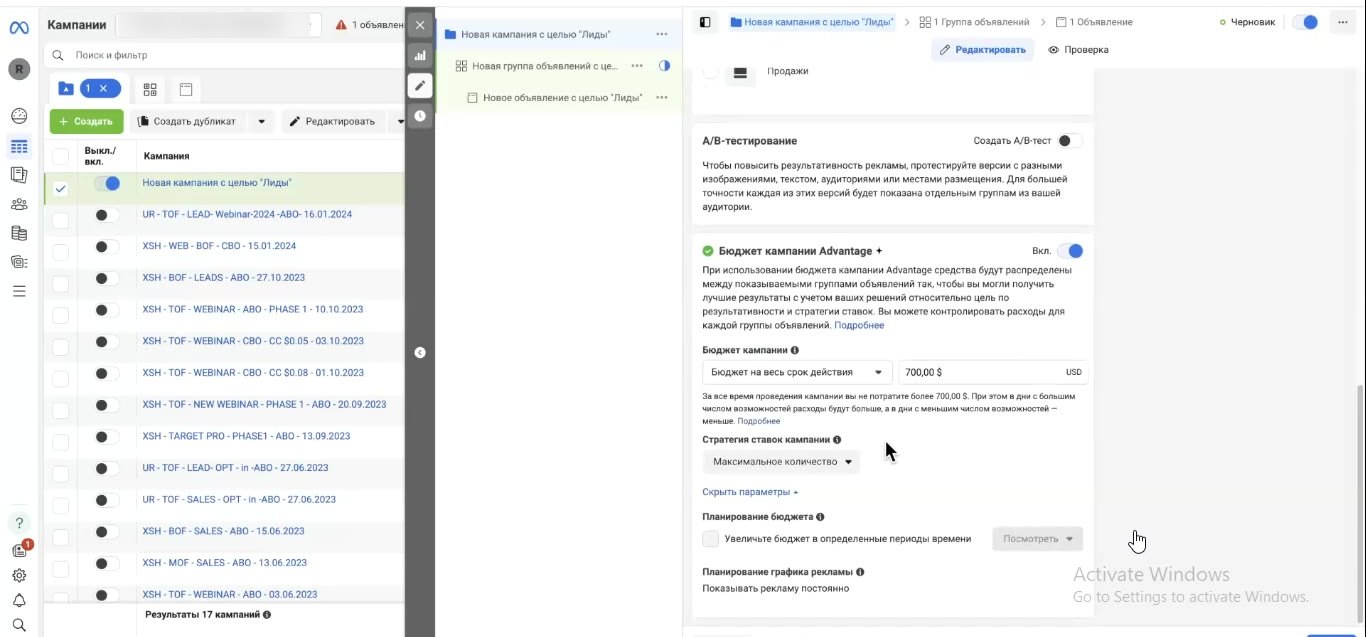 Кампании
1 объявлен
R
Поиск и фильтр
1 ×
+ Создать
Создать дубликат
Редактировать
Выкл./
вкл.
Кампания
Новая кампания с целью "Лиды"
UR - TOF - LEAD- Webinar-2024 -ABO- 16.01.2024
XSH - WEB - BOF - CBO - 15.01.2024
XSH - BOF - LEADS - ABO - 27.10.2023
XSH - TOF - WEBINAR - ABO - PHASE 1 - 10.10.2023
XSH - TOF - WEBINAR - CBO - CC $0.05 - 03.10.2023
XSH - TOF - WEBINAR - CBO - CC $0.08 - 01.10.2023
XSH - TOF - NEW WEBINAR - PHASE 1 - ABO - 20.09.2023
XSH - TARGET PRO - PHASE1 - ABO - 13.09.2023
UR - TOF - LEAD- OPT - in -ABO - 27.06.2023
UR - TOF - SALES - OPT - in -ABO - 27.06.2023
XSH - BOF - SALES - ABO - 15.06.2023
XSH - MOF - SALES - ABO - 13.06.2023
XSH - TOF - WEBINAR - ABO - 03.06.2023
Результаты 17 кампаний
?
1
Новая кампания с целью "Лиды"
Новая группа объявлений с це...
Новое объявление с целью "Лиды"
Новая кампания с целью "Лиды" > 1 Группа объявлений > 1 Объявление
Черновик
Редактировать
Проверка
Продажи
A/B-тестирование
Создать A/B-тест
Чтобы повысить результативность рекламы, протестируйте версии с разными
изображениями, текстом, аудиториями или местами размещения. Для большей
точности каждая из этих версий будет показана отдельным группам из вашей
аудитории.
Бюджет кампании Advantage +
Вкл.
При использовании бюджета кампании Advantage средства будут распределены
между показываемыми группами объявлений так, чтобы вы могли получить
лучшие результаты с учетом ваших решений относительно цель по
результативности и стратегии ставок. Вы можете контролировать расходы для
каждой группы объявлений. Подробнее
Бюджет кампании
Бюджет на весь срок действия
700,00 $
USD
За все время проведения кампании вы не потратите более 700,00 $. При этом в дни с большим
числом возможностей расходы будут больше, а в дни с меньшим числом возможностей —
меньше. Подробнее
Стратегия ставок кампании
Максимальное количество
Скрыть параметры
Планирование бюджета
Увеличьте бюджет в определенные периоды времени
Посмотреть
Планирование графика рекламы
Показывать рекламу постоянно
Activate Windows
Go to Settings to activate Windows.